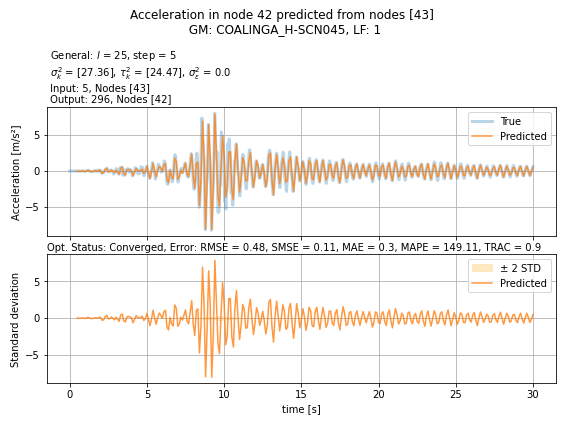 Acceleration in node 42 predicted from nodes [43]
GM: COALINGA_H-SCN045, LF: 1
General: l = 25, step = 5
σ²ₖ = [27.36], τ²ₖ = [24.47], σ²ε = 0.0
Input: 5, Nodes [43]
Output: 296, Nodes [42]
Acceleration [m/s²]
5
0
−5
True
Predicted
Opt. Status: Converged, Error: RMSE = 0.48, SMSE = 0.11, MAE = 0.3, MAPE = 149.11, TRAC = 0.9
Standard deviation
5
0
−5
± 2 STD
Predicted
0 5 10 15 20 25 30
time [s]